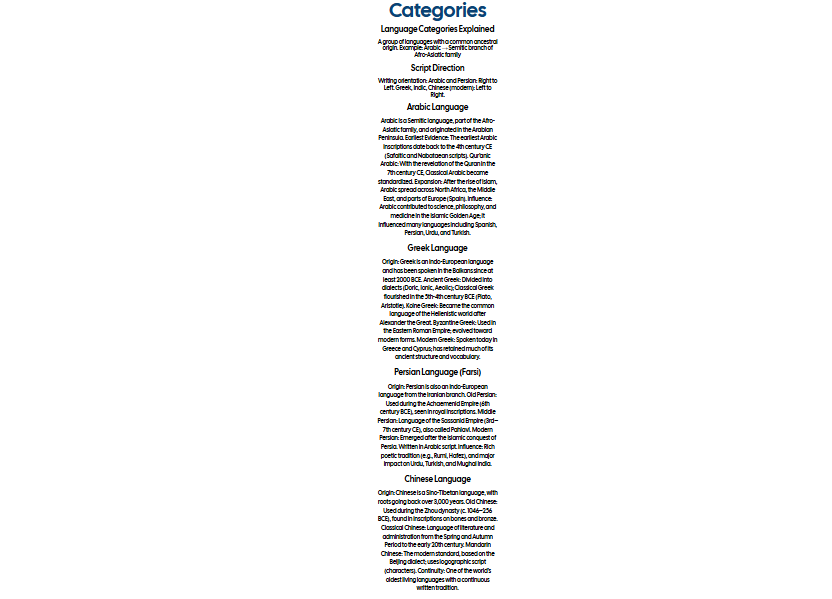 Categories
Language Categories Explained
A group of languages with a common ancestral
origin. Example: Arabic → Semitic branch of
Afro-Asiatic family
Script Direction
Writing orientation: Arabic and Persian: Right to
Left. Greek, Indic, Chinese (modern): Left to
Right.
Arabic Language
Arabic is a Semitic language, part of the Afro-
Asiatic family, and originated in the Arabian
Peninsula. Earliest Evidence: The earliest Arabic
inscriptions date back to the 4th century CE
(Safaitic and Nabataean scripts). Qur'anic
Arabic: With the revelation of the Quran in the
7th century CE, Classical Arabic became
standardized. Expansion: After the rise of Islam,
Arabic spread across North Africa, the Middle
East, and parts of Europe (Spain). Influence:
Arabic contributed to science, philosophy, and
medicine in the Islamic Golden Age; it
influenced many languages including Spanish,
Persian, Urdu, and Turkish.
Greek Language
Origin: Greek is an Indo-European language
and has been spoken in the Balkans since at
least 2000 BCE. Ancient Greek: Divided into
dialects (Doric, Ionic, Aeolic); Classical Greek
flourished in the 5th-4th century BCE (Plato,
Aristotle). Koine Greek: Became the common
language of the Hellenistic world after
Alexander the Great. Byzantine Greek: Used in
the Eastern Roman Empire; evolved toward
modern forms. Modern Greek: Spoken today in
Greece and Cyprus; has retained much of its
ancient structure and vocabulary.
Persian Language (Farsi)
Origin: Persian is also an Indo-European
language from the Iranian branch. Old Persian:
Used during the Achaemenid Empire (6th
century BCE), seen in royal inscriptions. Middle
Persian: Language of the Sassanid Empire (3rd–
7th century CE), also called Pahlavi. Modern
Persian: Emerged after the Islamic conquest of
Persia. Written in Arabic script. Influence: Rich
poetic tradition (e.g., Rumi, Hafez), and major
impact on Urdu, Turkish, and Mughal India.
Chinese Language
Origin: Chinese is a Sino-Tibetan language, with
roots going back over 3,000 years. Old Chinese:
Used during the Zhou dynasty (c. 1046–256
BCE), found in inscriptions on bones and bronze.
Classical Chinese: Language of literature and
administration from the Spring and Autumn
Period to the early 20th century. Mandarin
Chinese: The modern standard, based on the
Beijing dialect; uses logographic script
(characters). Continuity: One of the world's
oldest living languages with a continuous
written tradition.